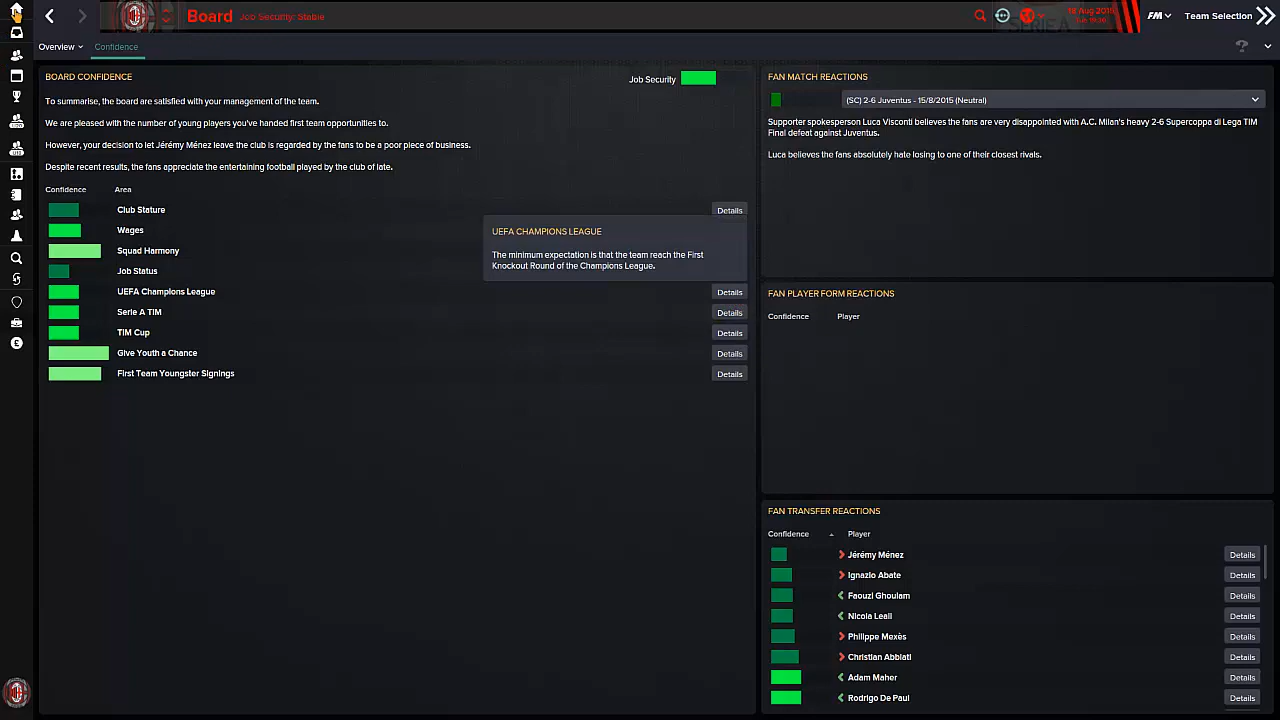 Board Job Security: Stable
18 Aug 2015
FM
Team Selection
Overview
Confidence
BOARD CONFIDENCE
Job Security
To summarise, the board are satisfied with your management of the team.
We are pleased with the number of young players you've handed first team opportunities to.
However, your decision to let Jérémy Ménez leave the club is regarded by the fans to be a poor piece of business.
Despite recent results, the fans appreciate the entertaining football played by the club of late.
Confidence Area
Club Stature Details
Wages
Squad Harmony
Job Status
UEFA Champions League Details
Serie A TIM Details
TIM Cup Details
Give Youth a Chance Details
First Team Youngster Signings Details
UEFA CHAMPIONS LEAGUE
The minimum expectation is that the team reach the First
Knockout Round of the Champions League.
FAN MATCH REACTIONS
(SC) 2-6 Juventus - 15/8/2015 (Neutral)
Supporter spokesperson Luca Visconti believes the fans are very disappointed with A.C. Milan's heavy 2-6 Supercoppa di Lega TIM
Final defeat against Juventus.
Luca believes the fans absolutely hate losing to one of their closest rivals.
FAN PLAYER FORM REACTIONS
Confidence Player
FAN TRANSFER REACTIONS
Confidence Player
Jérémy Ménez Details
Ignazio Abate Details
Faouzi Ghoulam Details
Nicola Leali Details
Philippe Mexès Details
Christian Abbiati Details
Adam Maher Details
Rodrigo De Paul Details